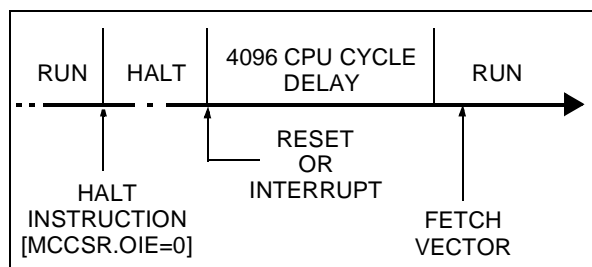 RUN
HALT
4096 CPU CYCLE
DELAY
RUN
HALT
INSTRUCTION
[MCCSR.OIE=0]
RESET
OR
INTERRUPT
FETCH
VECTOR